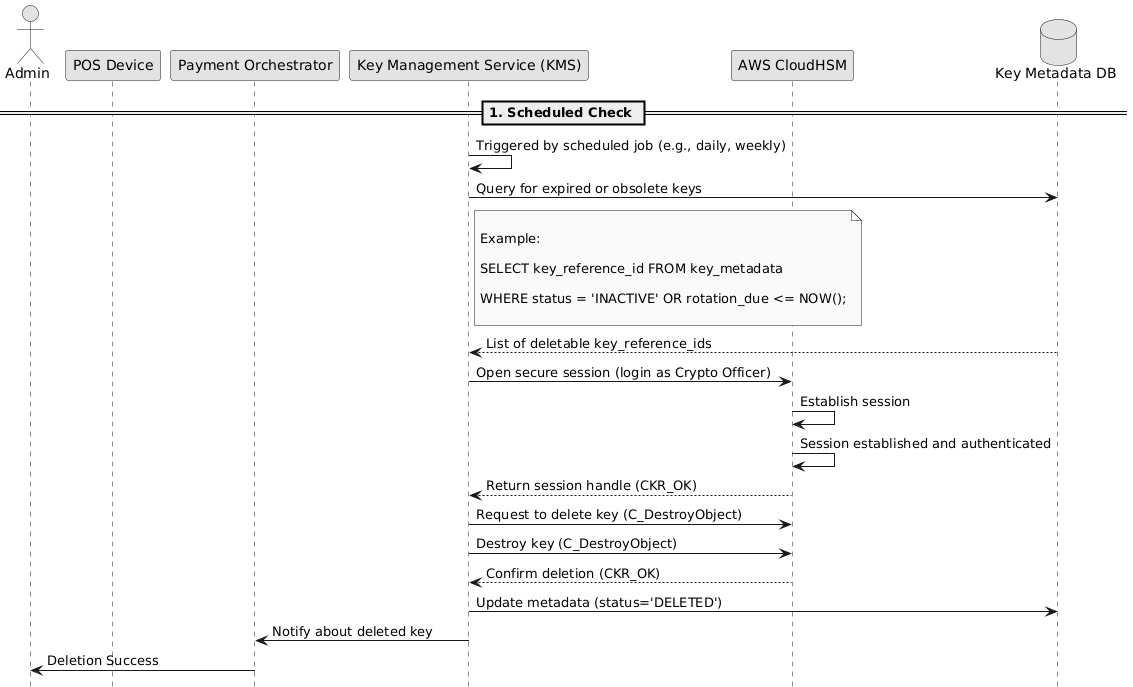 Admin
POS Device
Payment Orchestrator
Key Management Service (KMS)
AWS CloudHSM
Key Metadata DB
1. Scheduled Check
Triggered by scheduled job (e.g., daily, weekly)
Query for expired or obsolete keys
Example:
SELECT key_reference_id FROM key_metadata
WHERE status = 'INACTIVE' OR rotation_due <= NOW();
List of deletable key_reference_ids
Open secure session (login as Crypto Officer)
Establish session
Session established and authenticated
Return session handle (CKR_OK)
Request to delete key (C_DestroyObject)
Destroy key (C_DestroyObject)
Confirm deletion (CKR_OK)
Update metadata (status='DELETED')
Notify about deleted key
Deletion Success